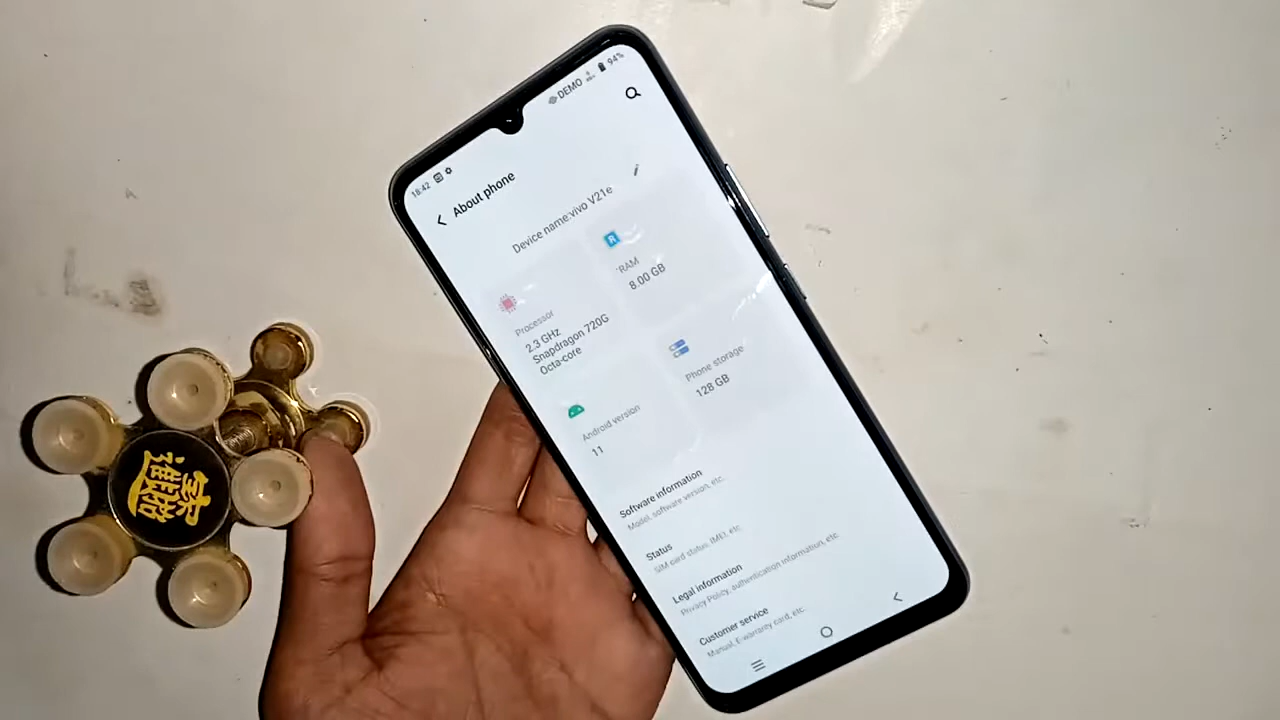 18:42
DEMO
94%
About phone
Device name:vivo V21e
Processor
2.3 GHz
Snapdragon 720G
Octa-core
R
RAM
8.00 GB
Android version
11
Phone storage
128 GB
Software information
Model, software version, etc.
Status
SIM card status, IMEI, etc.
Legal information
Privacy Policy, authentication information, etc.
Customer service
Manual, E-warranty card, etc.